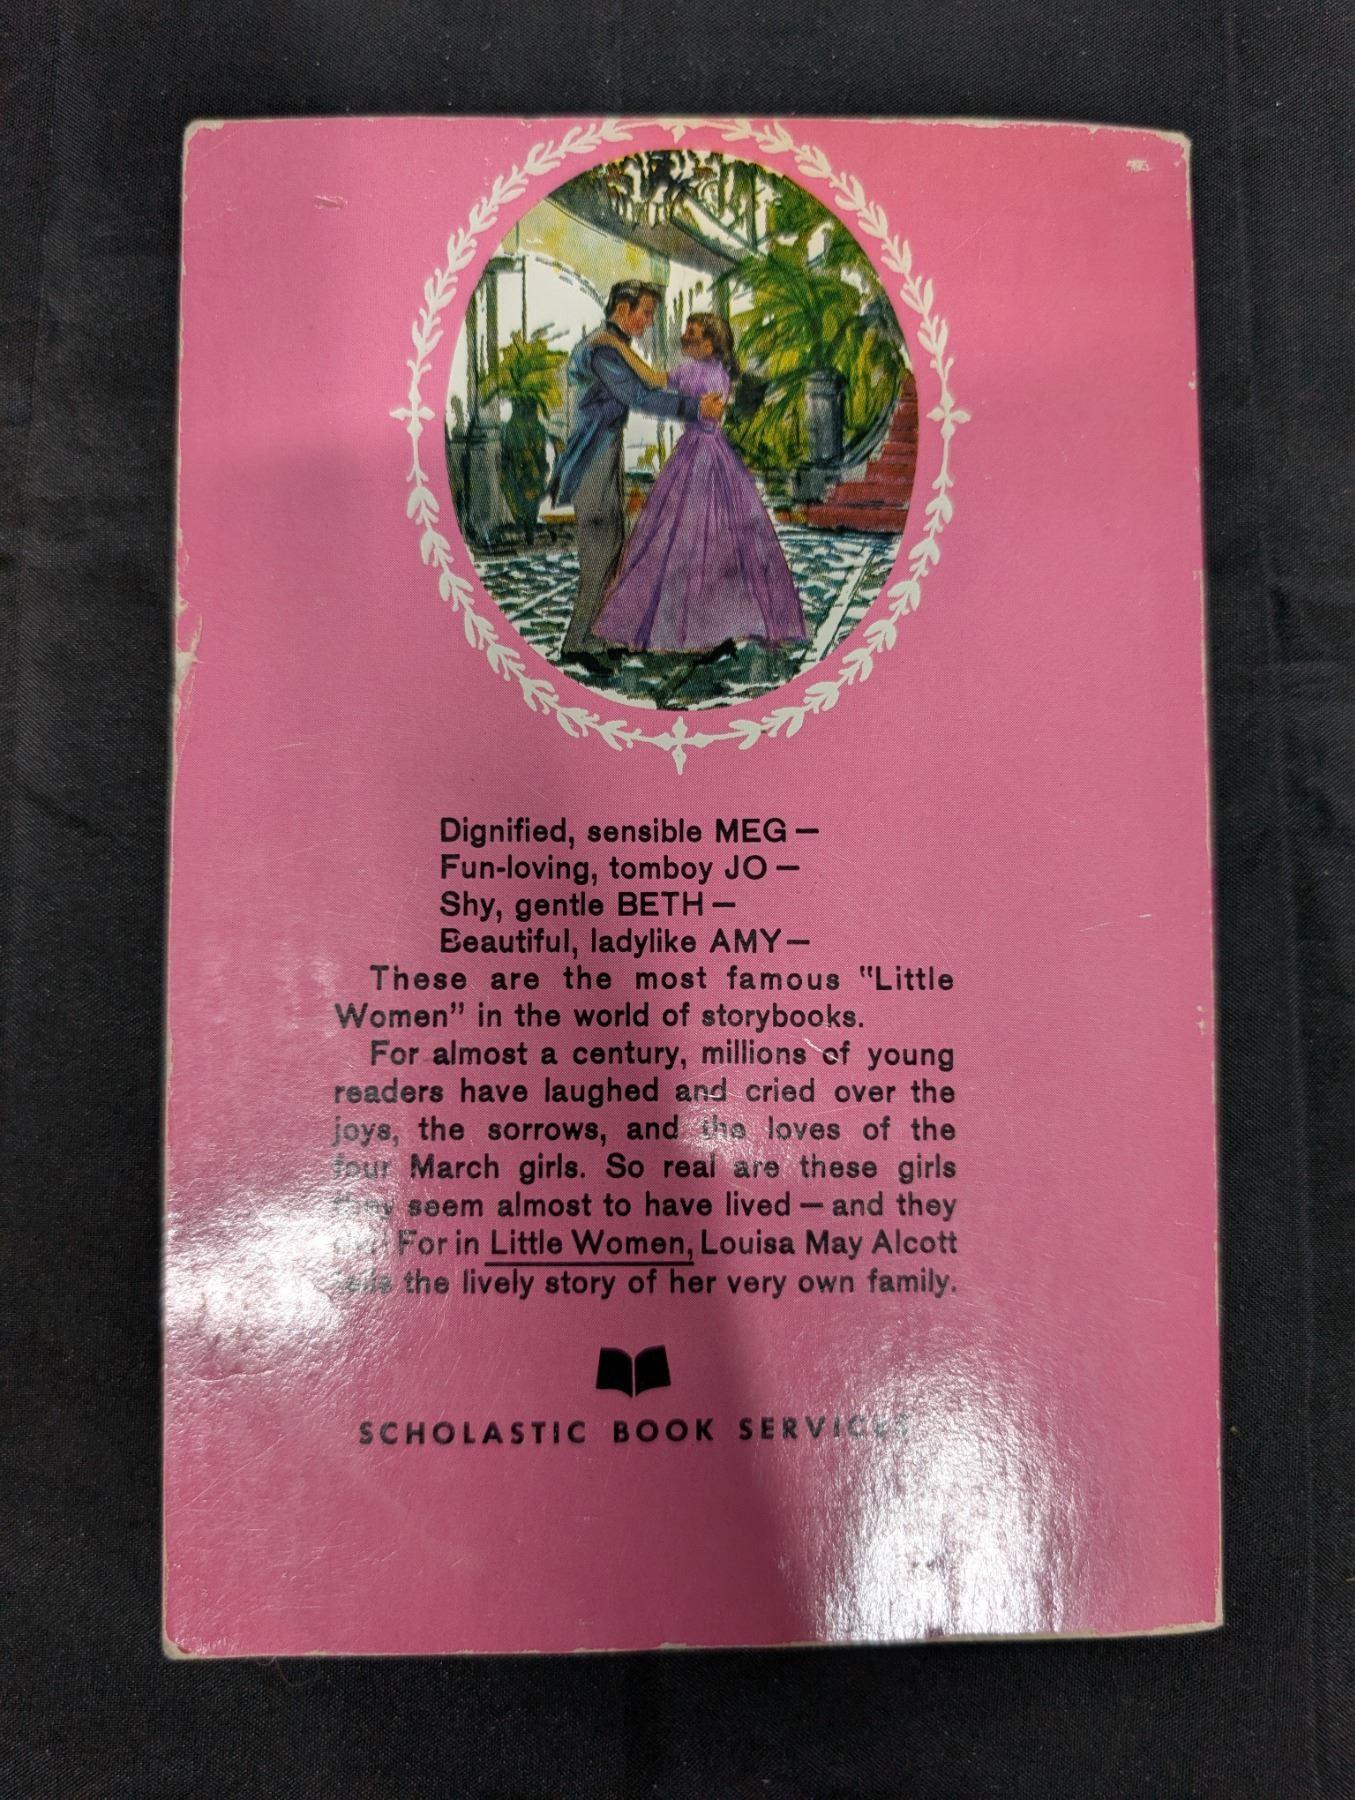 Dignified, sensible MEG —
Fun-loving, tomboy JO —
Shy, gentle BETH —
Beautiful, ladylike AMY —
These are the most famous "Little
Women" in the world of storybooks.
For almost a century, millions of young
readers have laughed and cried over the
joys, the sorrows, and the loves of the
four March girls. So real are these girls
they seem almost to have lived — and they
For in Little Women, Louisa May Alcott
tells the lively story of her very own family.
SCHOLASTIC BOOK SERVICES